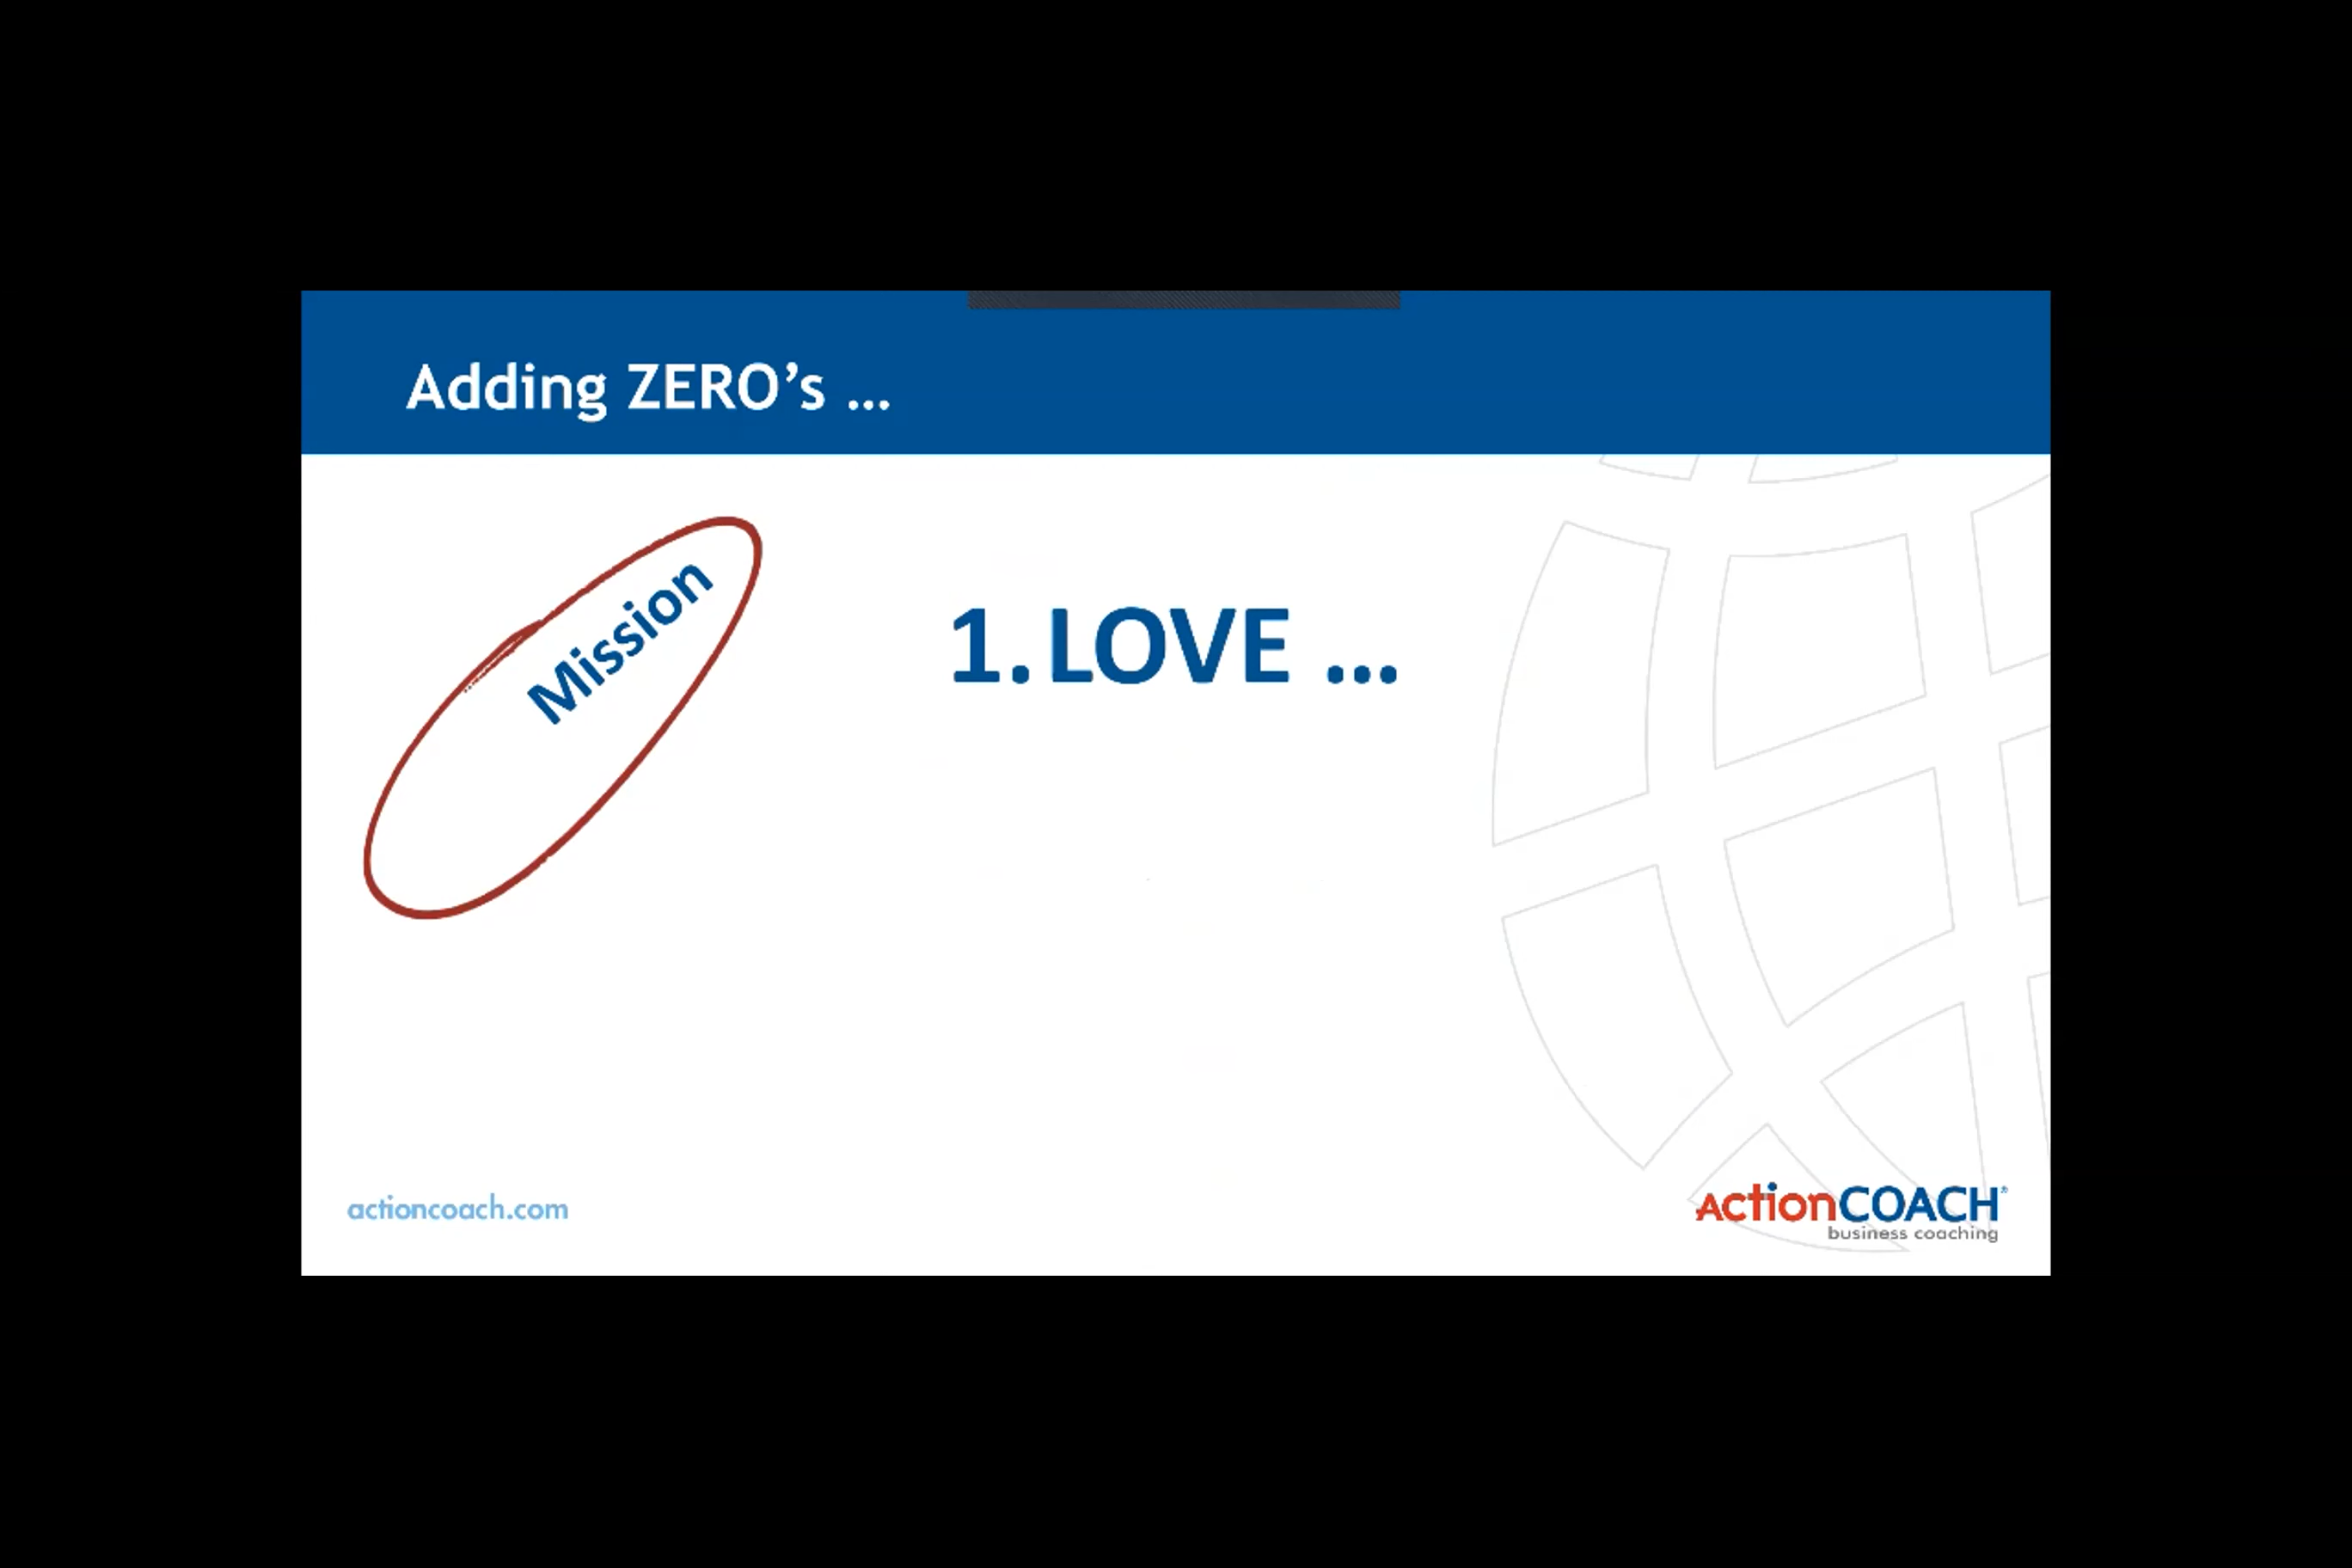 Adding ZERO’s ...
Mission
1. LOVE ...
actioncoach.com
ActionCOACH®
business coaching